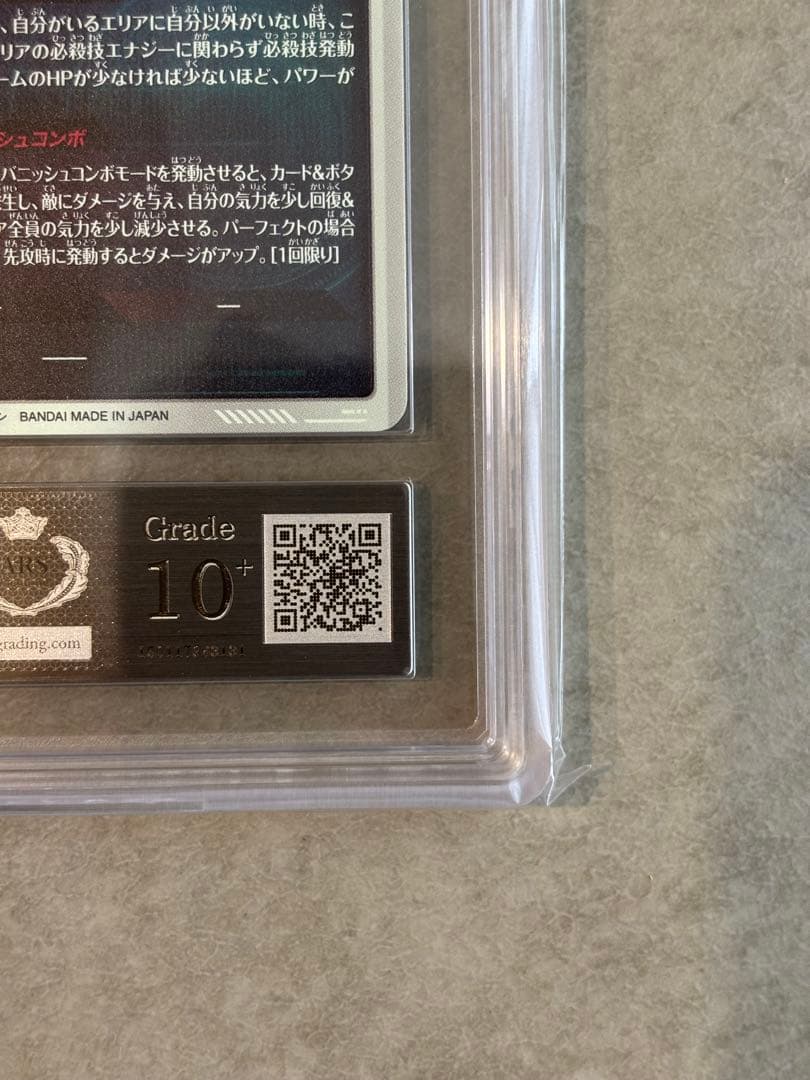 、自分がいるエリアに自分以外がいない時、こ
リアの必殺技エナジーに関わらず必殺技発動
ームのHPが少なければ少ないほど、パワーが
シュコンボ
バニッシュコンボモードを発動させると、カード&ボタ
生し、敵にダメージを与え、自分の気力を少し回復&
ア全員の気力を少し減少させる。パーフェクトの場合
先攻時に発動するとダメージがアップ。[1回限り]
ン BANDAI MADE IN JAPAN
ARS
Grade
10+
grading.com